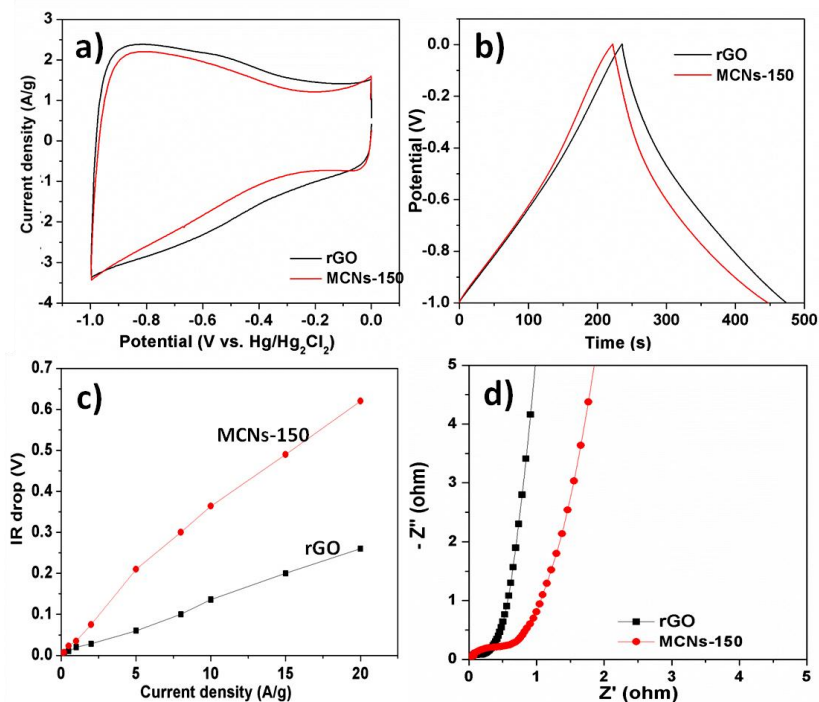 a)
3
2
1
0
-1
-2
-3
-4
Current density (A/g)
rGO
MCNs-150
-1.0 -0.8 -0.6 -0.4 -0.2 0.0
Potential (V vs. Hg/Hg2Cl2)
b)
0.0
-0.2
-0.4
-0.6
-0.8
-1.0
Potential (V)
rGO
MCNs-150
0 100 200 300 400 500
Time (s)
c)
0.7
0.6
0.5
0.4
0.3
0.2
0.1
0.0
IR drop (V)
MCNs-150
rGO
0 5 10 15 20
Current density (A/g)
d)
5
4
3
2
1
0
- Z'' (ohm)
rGO
MCNs-150
0 1 2 3 4 5
Z' (ohm)